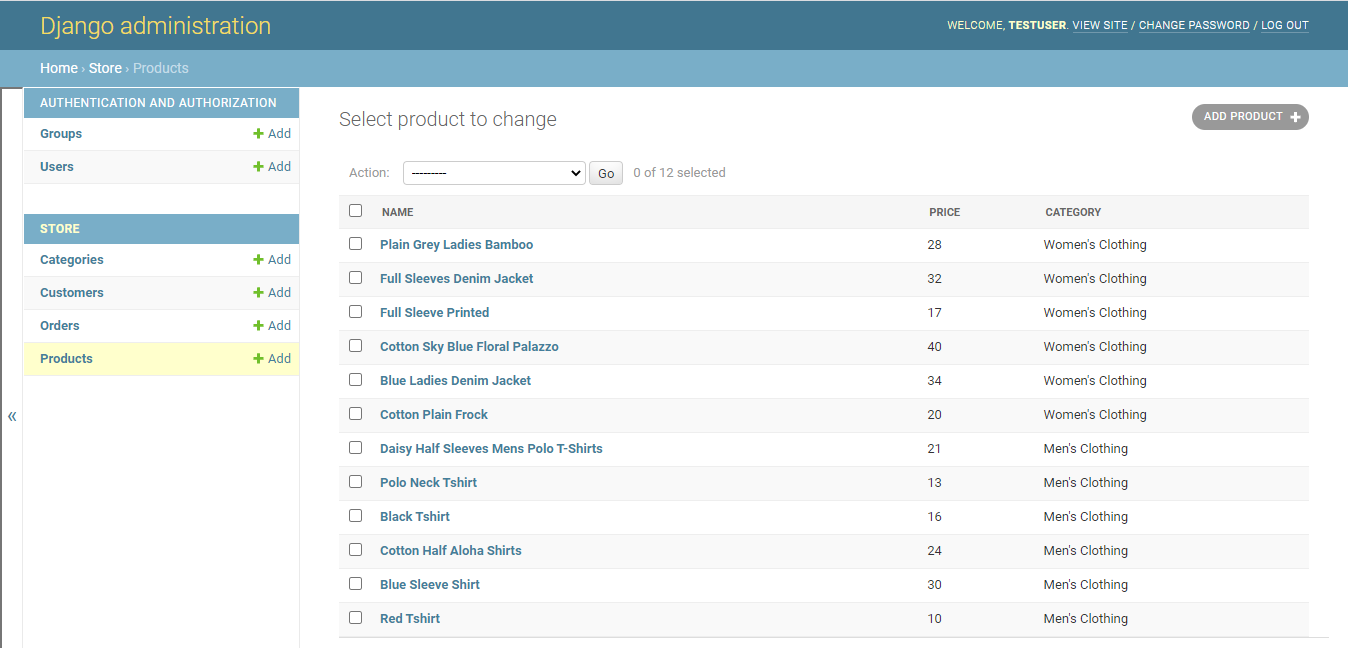 Django administration
WELCOME, TESTUSER. VIEW SITE / CHANGE PASSWORD / LOG OUT
Home › Store › Products
AUTHENTICATION AND AUTHORIZATION
Groups + Add
Users + Add
STORE
Categories + Add
Customers + Add
Orders + Add
Products + Add
«
Select product to change
ADD PRODUCT +
Action: --------- Go 0 of 12 selected
NAME PRICE CATEGORY
Plain Grey Ladies Bamboo 28 Women's Clothing
Full Sleeves Denim Jacket 32 Women's Clothing
Full Sleeve Printed 17 Women's Clothing
Cotton Sky Blue Floral Palazzo 40 Women's Clothing
Blue Ladies Denim Jacket 34 Women's Clothing
Cotton Plain Frock 20 Women's Clothing
Daisy Half Sleeves Mens Polo T-Shirts 21 Men's Clothing
Polo Neck Tshirt 13 Men's Clothing
Black Tshirt 16 Men's Clothing
Cotton Half Aloha Shirts 24 Men's Clothing
Blue Sleeve Shirt 30 Men's Clothing
Red Tshirt 10 Men's Clothing